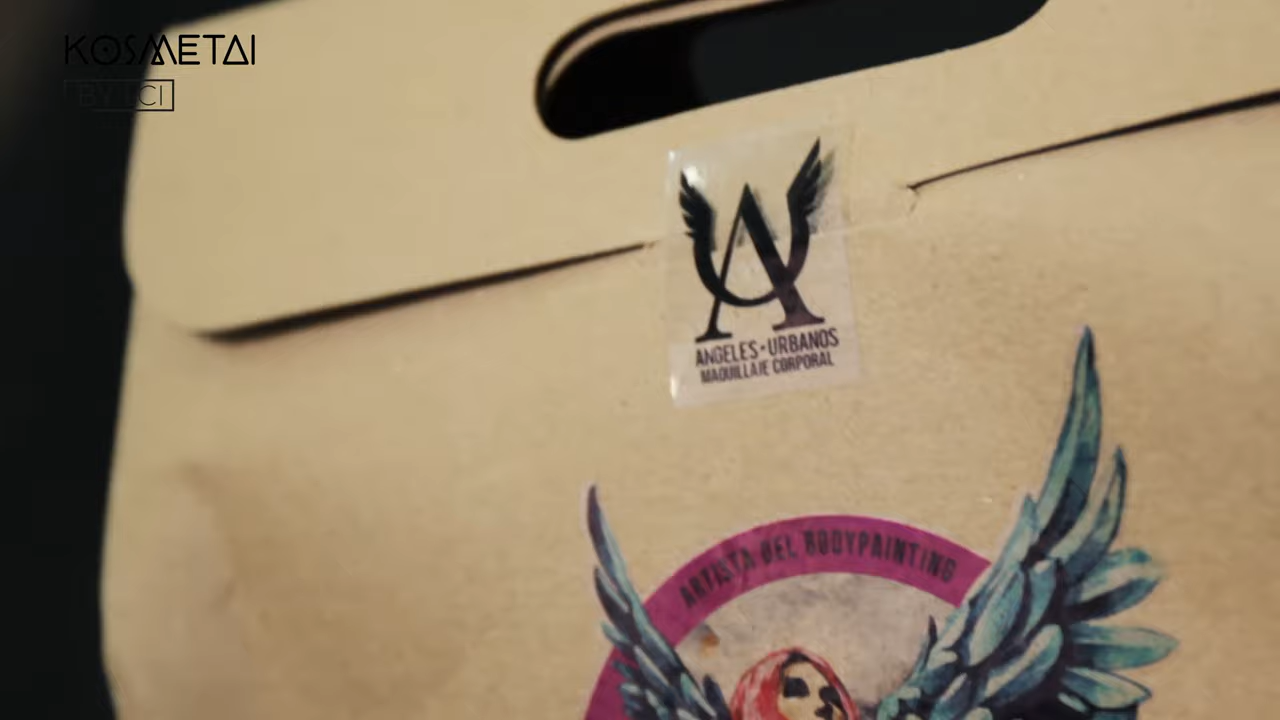 KOSMETAI
BY ICI
ANGELES·URBANOS
MAQUILLAJE CORPORAL
ARTISTA DEL BODYPAINTING